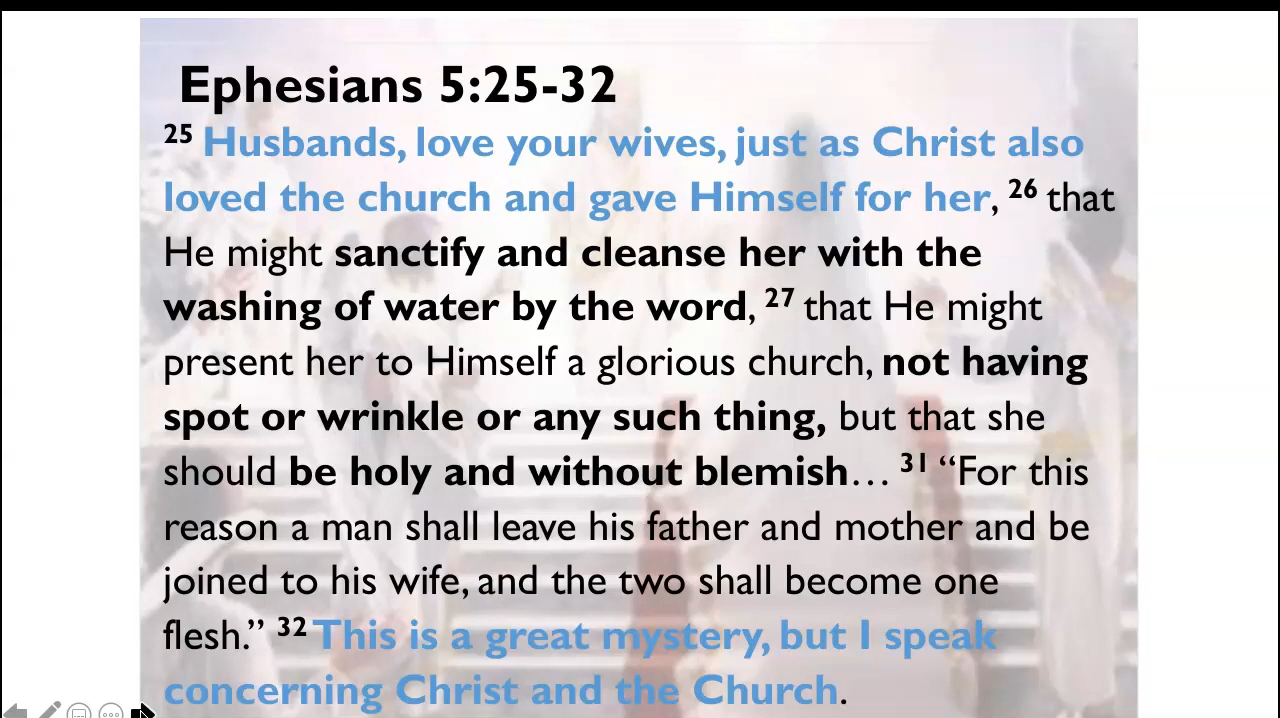 Ephesians 5:25-32
25 Husbands, love your wives, just as Christ also
loved the church and gave Himself for her, 26 that
He might sanctify and cleanse her with the
washing of water by the word, 27 that He might
present her to Himself a glorious church, not having
spot or wrinkle or any such thing, but that she
should be holy and without blemish… 31 “For this
reason a man shall leave his father and mother and be
joined to his wife, and the two shall become one
flesh.” 32 This is a great mystery, but I speak
concerning Christ and the Church.